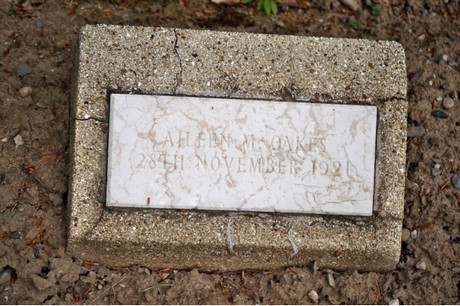 AILEEN M. OAKES
28TH NOVEMBER 1921